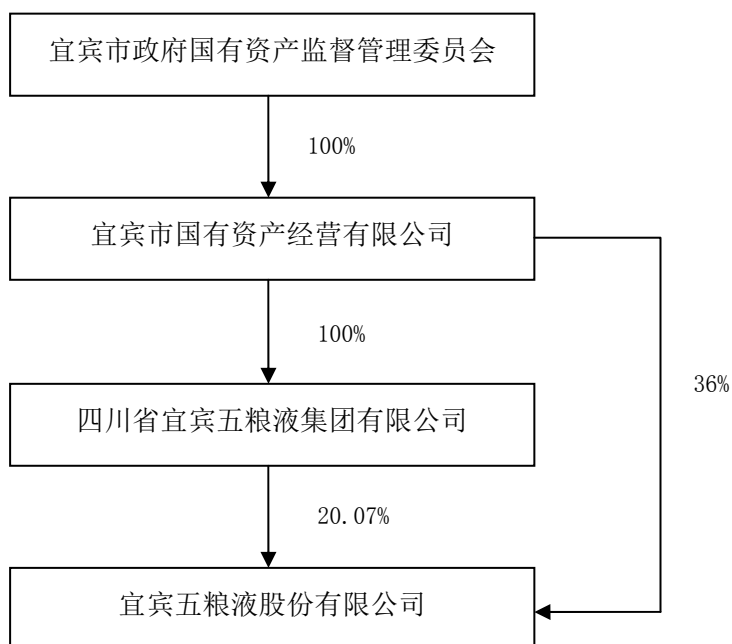 宜宾市政府国有资产监督管理委员会
100%
宜宾市国有资产经营有限公司
100%
36%
四川省宜宾五粮液集团有限公司
20.07%
宜宾五粮液股份有限公司